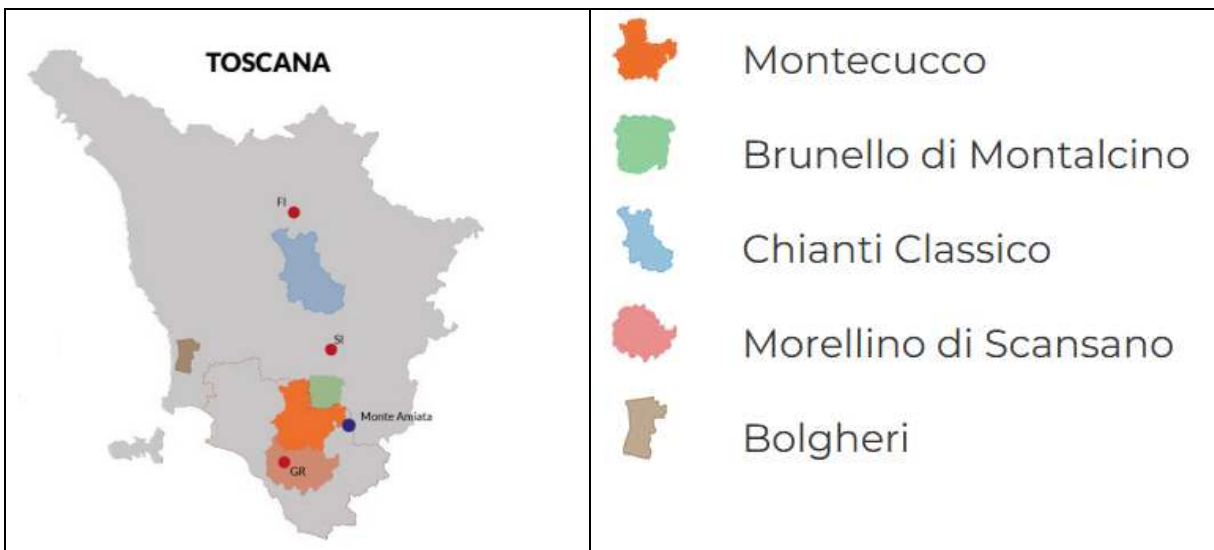 TOSCANA
FI
SI
Monte Amiata
GR
Montecucco
Brunello di Montalcino
Chianti Classico
Morellino di Scansano
Bolgheri